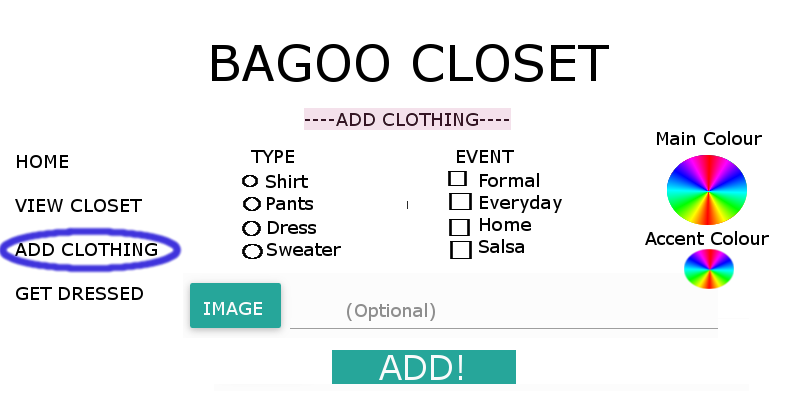 BAGOO CLOSET
----ADD CLOTHING----
HOME
VIEW CLOSET
ADD CLOTHING
GET DRESSED
TYPE
Shirt
Pants
Dress
Sweater
EVENT
Formal
Everyday
Home
Salsa
Main Colour
Accent Colour
IMAGE
(Optional)
ADD!